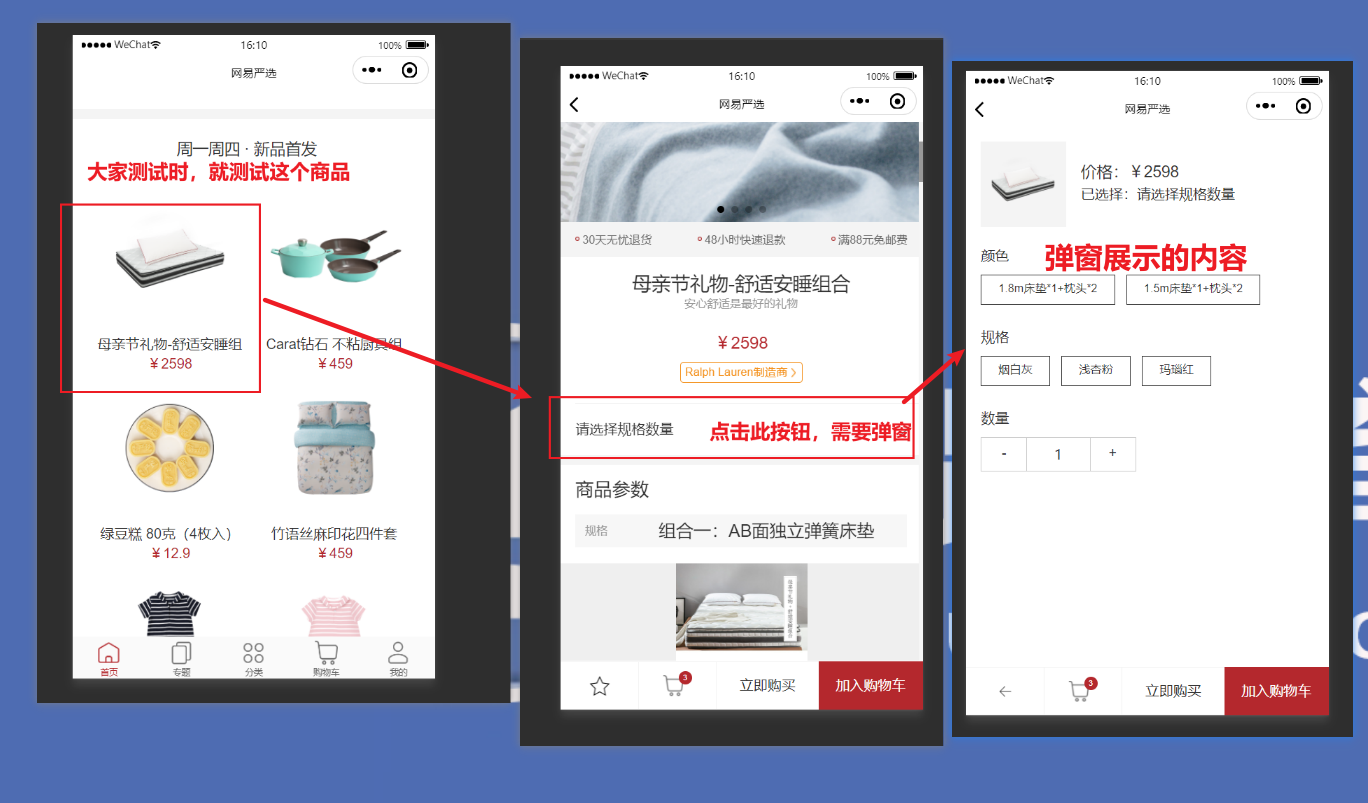 WeChat 16:10 100%
网易严选
周一周四 · 新品首发
大家测试时，就测试这个商品
母亲节礼物-舒适安睡组
￥2598
Carat钻石 不粘厨具组
￥459
绿豆糕 80克（4枚入）
￥12.9
竹语丝麻印花四件套
￥459
首页
专题
分类
购物车
我的
WeChat 16:10 100%
网易严选
30天无忧退货
48小时快速退款
满88元免邮费
母亲节礼物-舒适安睡组合
安心舒适是最好的礼物
￥2598
Ralph Lauren制造商 >
请选择规格数量
点击此按钮，需要弹窗
商品参数
规格 组合一：AB面独立弹簧床垫
3
立即购买
加入购物车
WeChat 16:10 100%
网易严选
价格：￥2598
已选择：请选择规格数量
颜色
弹窗展示的内容
1.8m床垫*1+枕头*2
1.5m床垫*1+枕头*2
规格
烟白灰
浅杏粉
玛瑙红
数量
- 1 +
3
立即购买
加入购物车